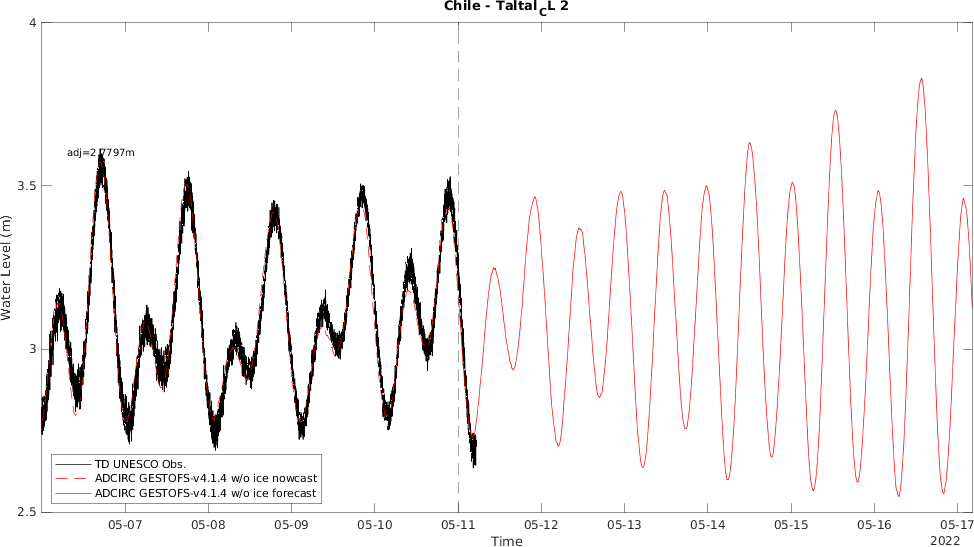 Chile - Taltal_CL 2
4
adj=2.7797m
3.5
Water Level (m)
3
TD UNESCO Obs.
ADCIRC GESTOFS-v4.1.4 w/o ice nowcast
ADCIRC GESTOFS-v4.1.4 w/o ice forecast
2.5
05-07 05-08 05-09 05-10 05-11 05-12 05-13 05-14 05-15 05-16 05-17
Time
2022